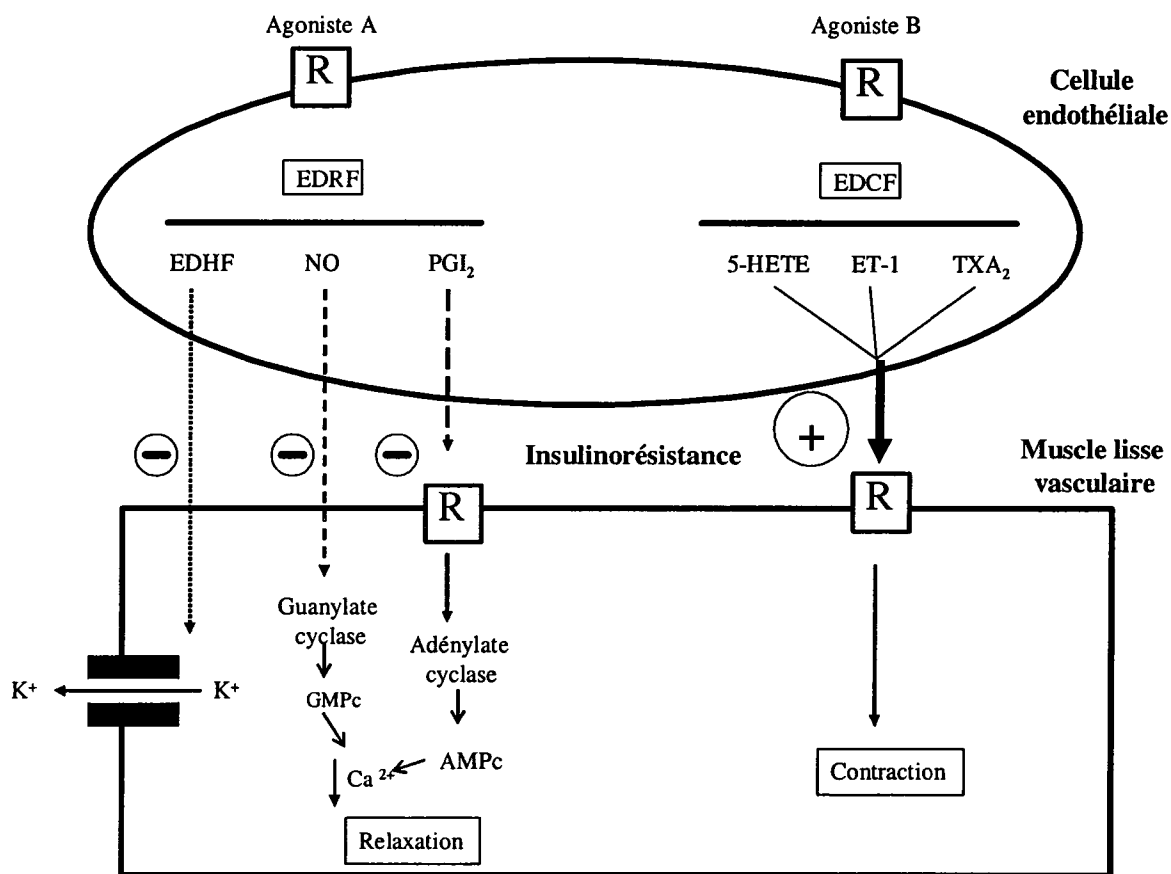 Agoniste A
Agoniste B
R
R
Cellule
endothéliale
EDRF
EDCF
EDHF
NO
PGI₂
5-HETE
ET-1
TXA₂
+
Insulinorésistance
Muscle lisse
vasculaire
R
R
Guanylate
cyclase
Adénylate
cyclase
K⁺
K⁺
GMPc
Ca ²⁺
AMPc
Contraction
Relaxation